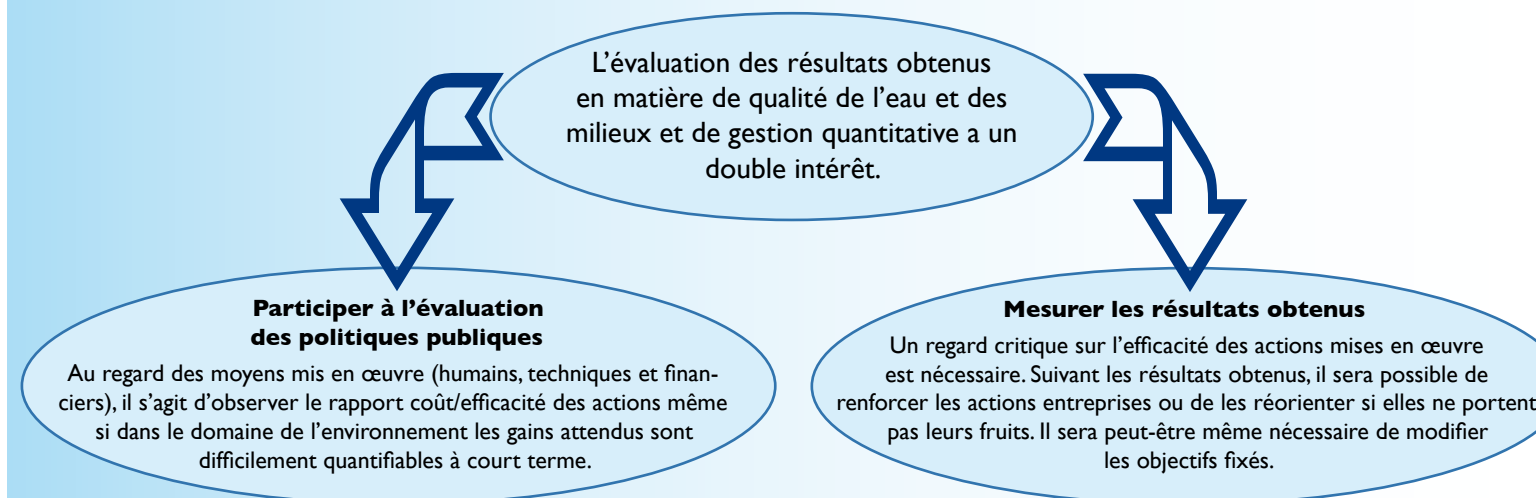 L’évaluation des résultats obtenus
en matière de qualité de l’eau et des
milieux et de gestion quantitative a un
double intérêt.
Participer à l’évaluation
des politiques publiques
Au regard des moyens mis en œuvre (humains, techniques et finan-
ciers), il s’agit d’observer le rapport coût/efficacité des actions même
si dans le domaine de l’environnement les gains attendus sont
difficilement quantifiables à court terme.
Mesurer les résultats obtenus
Un regard critique sur l’efficacité des actions mises en œuvre
est nécessaire. Suivant les résultats obtenus, il sera possible de
renforcer les actions entreprises ou de les réorienter si elles ne portent
pas leurs fruits. Il sera peut-être même nécessaire de modifier
les objectifs fixés.